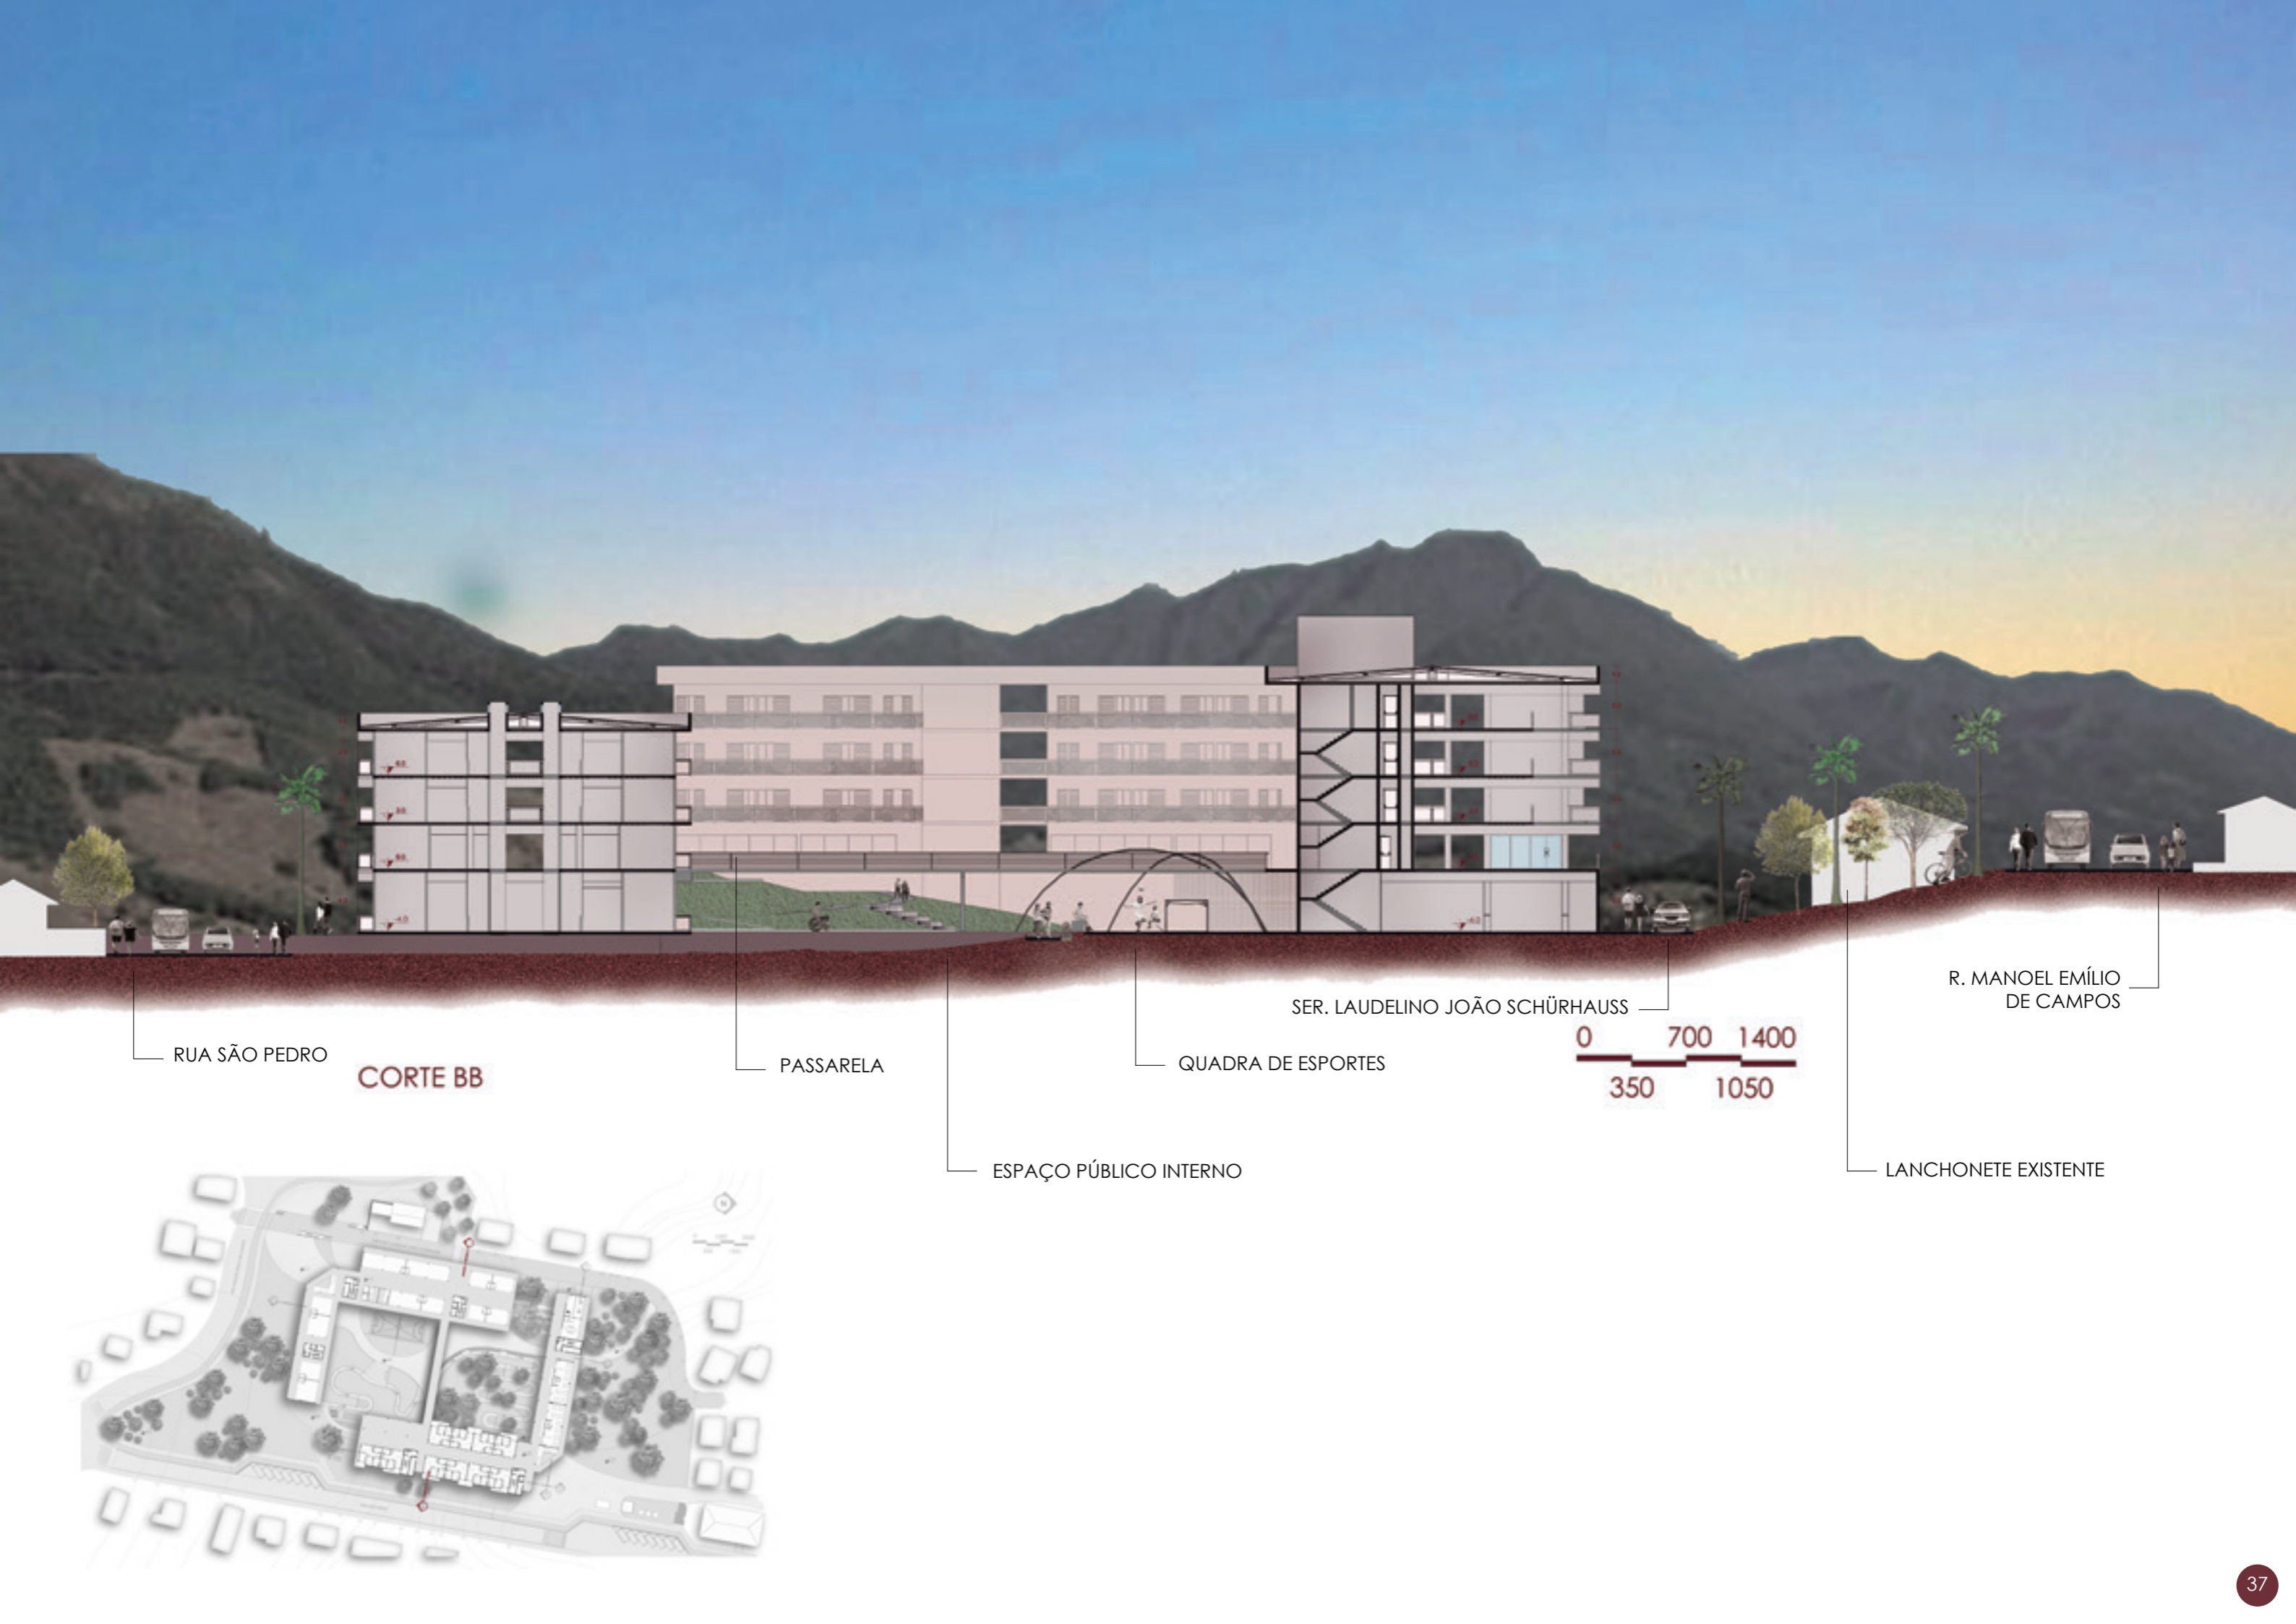 SER. LAUDELINO JOÃO SCHÜRHAUSS
R. MANOEL EMÍLIO
DE CAMPOS
RUA SÃO PEDRO
CORTE BB
PASSARELA
QUADRA DE ESPORTES
0 700 1400
350 1050
ESPAÇO PÚBLICO INTERNO
LANCHONETE EXISTENTE
37